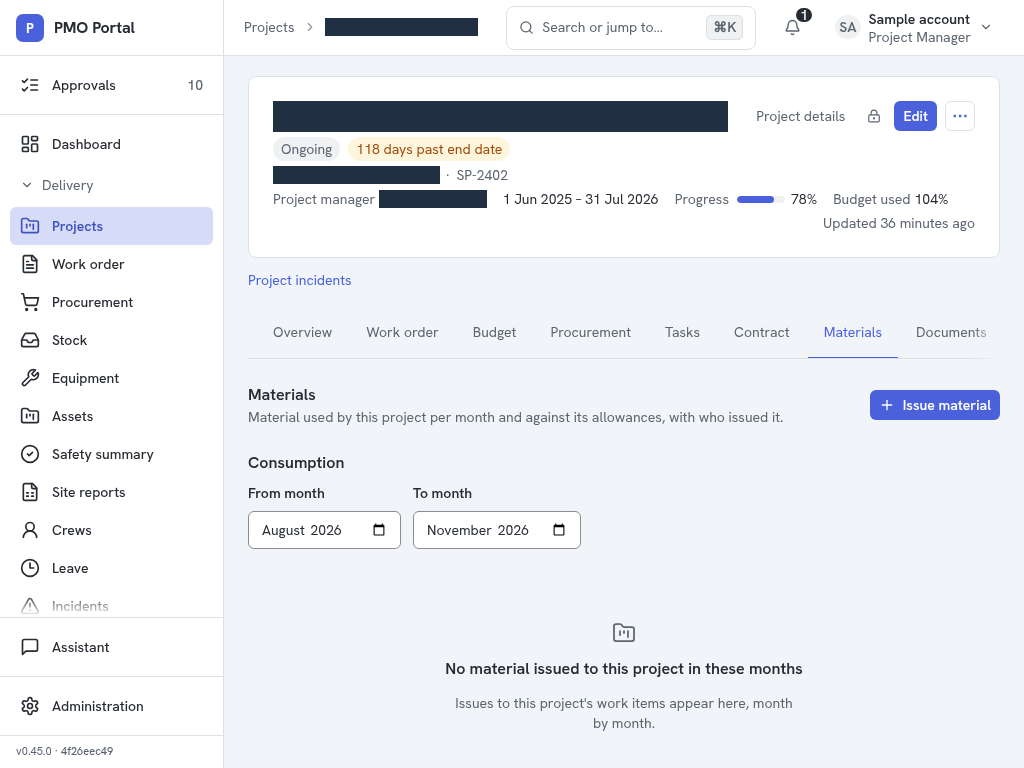 P PMO Portal
Projects
Search or jump to...
⌘K
1
SA
Sample account
Project Manager
Approvals 10
Dashboard
Delivery
Projects
Work order
Procurement
Stock
Equipment
Assets
Safety summary
Site reports
Crews
Leave
Incidents
Assistant
Administration
v0.45.0 · 4f26eec49
Project details
Edit
Ongoing 118 days past end date
· SP-2402
Project manager 1 Jun 2025 – 31 Jul 2026 Progress 78% Budget used 104%
Updated 36 minutes ago
Project incidents
Overview Work order Budget Procurement Tasks Contract Materials Documents
Materials
Material used by this project per month and against its allowances, with who issued it.
Issue material
Consumption
From month To month
August 2026 November 2026
No material issued to this project in these months
Issues to this project's work items appear here, month
by month.